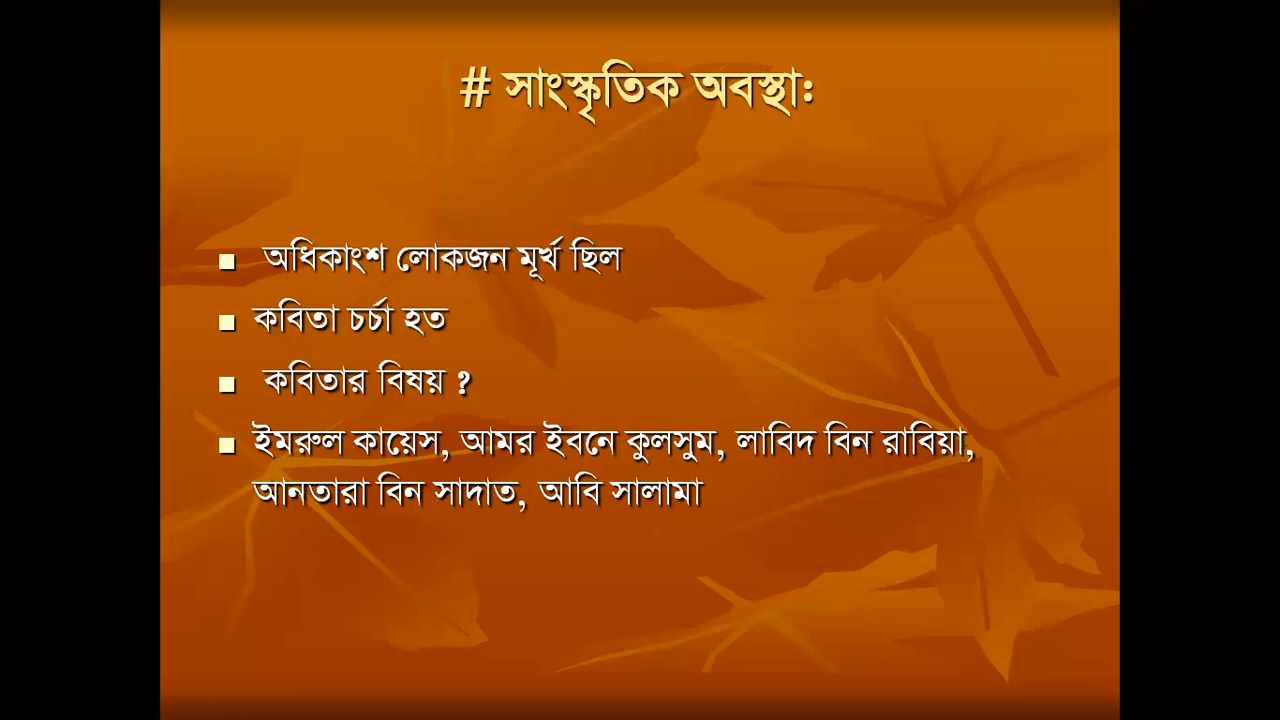 # সাংস্কৃতিক অবস্থা:
অধিকাংশ লোকজন মূর্খ ছিল
কবিতা চর্চা হত
কবিতার বিষয় ?
ইমরুল কায়েস, আমর ইবনে কুলসুম, লাবিদ বিন রাবিয়া,
আনতারা বিন সাদাত, আবি সালামা